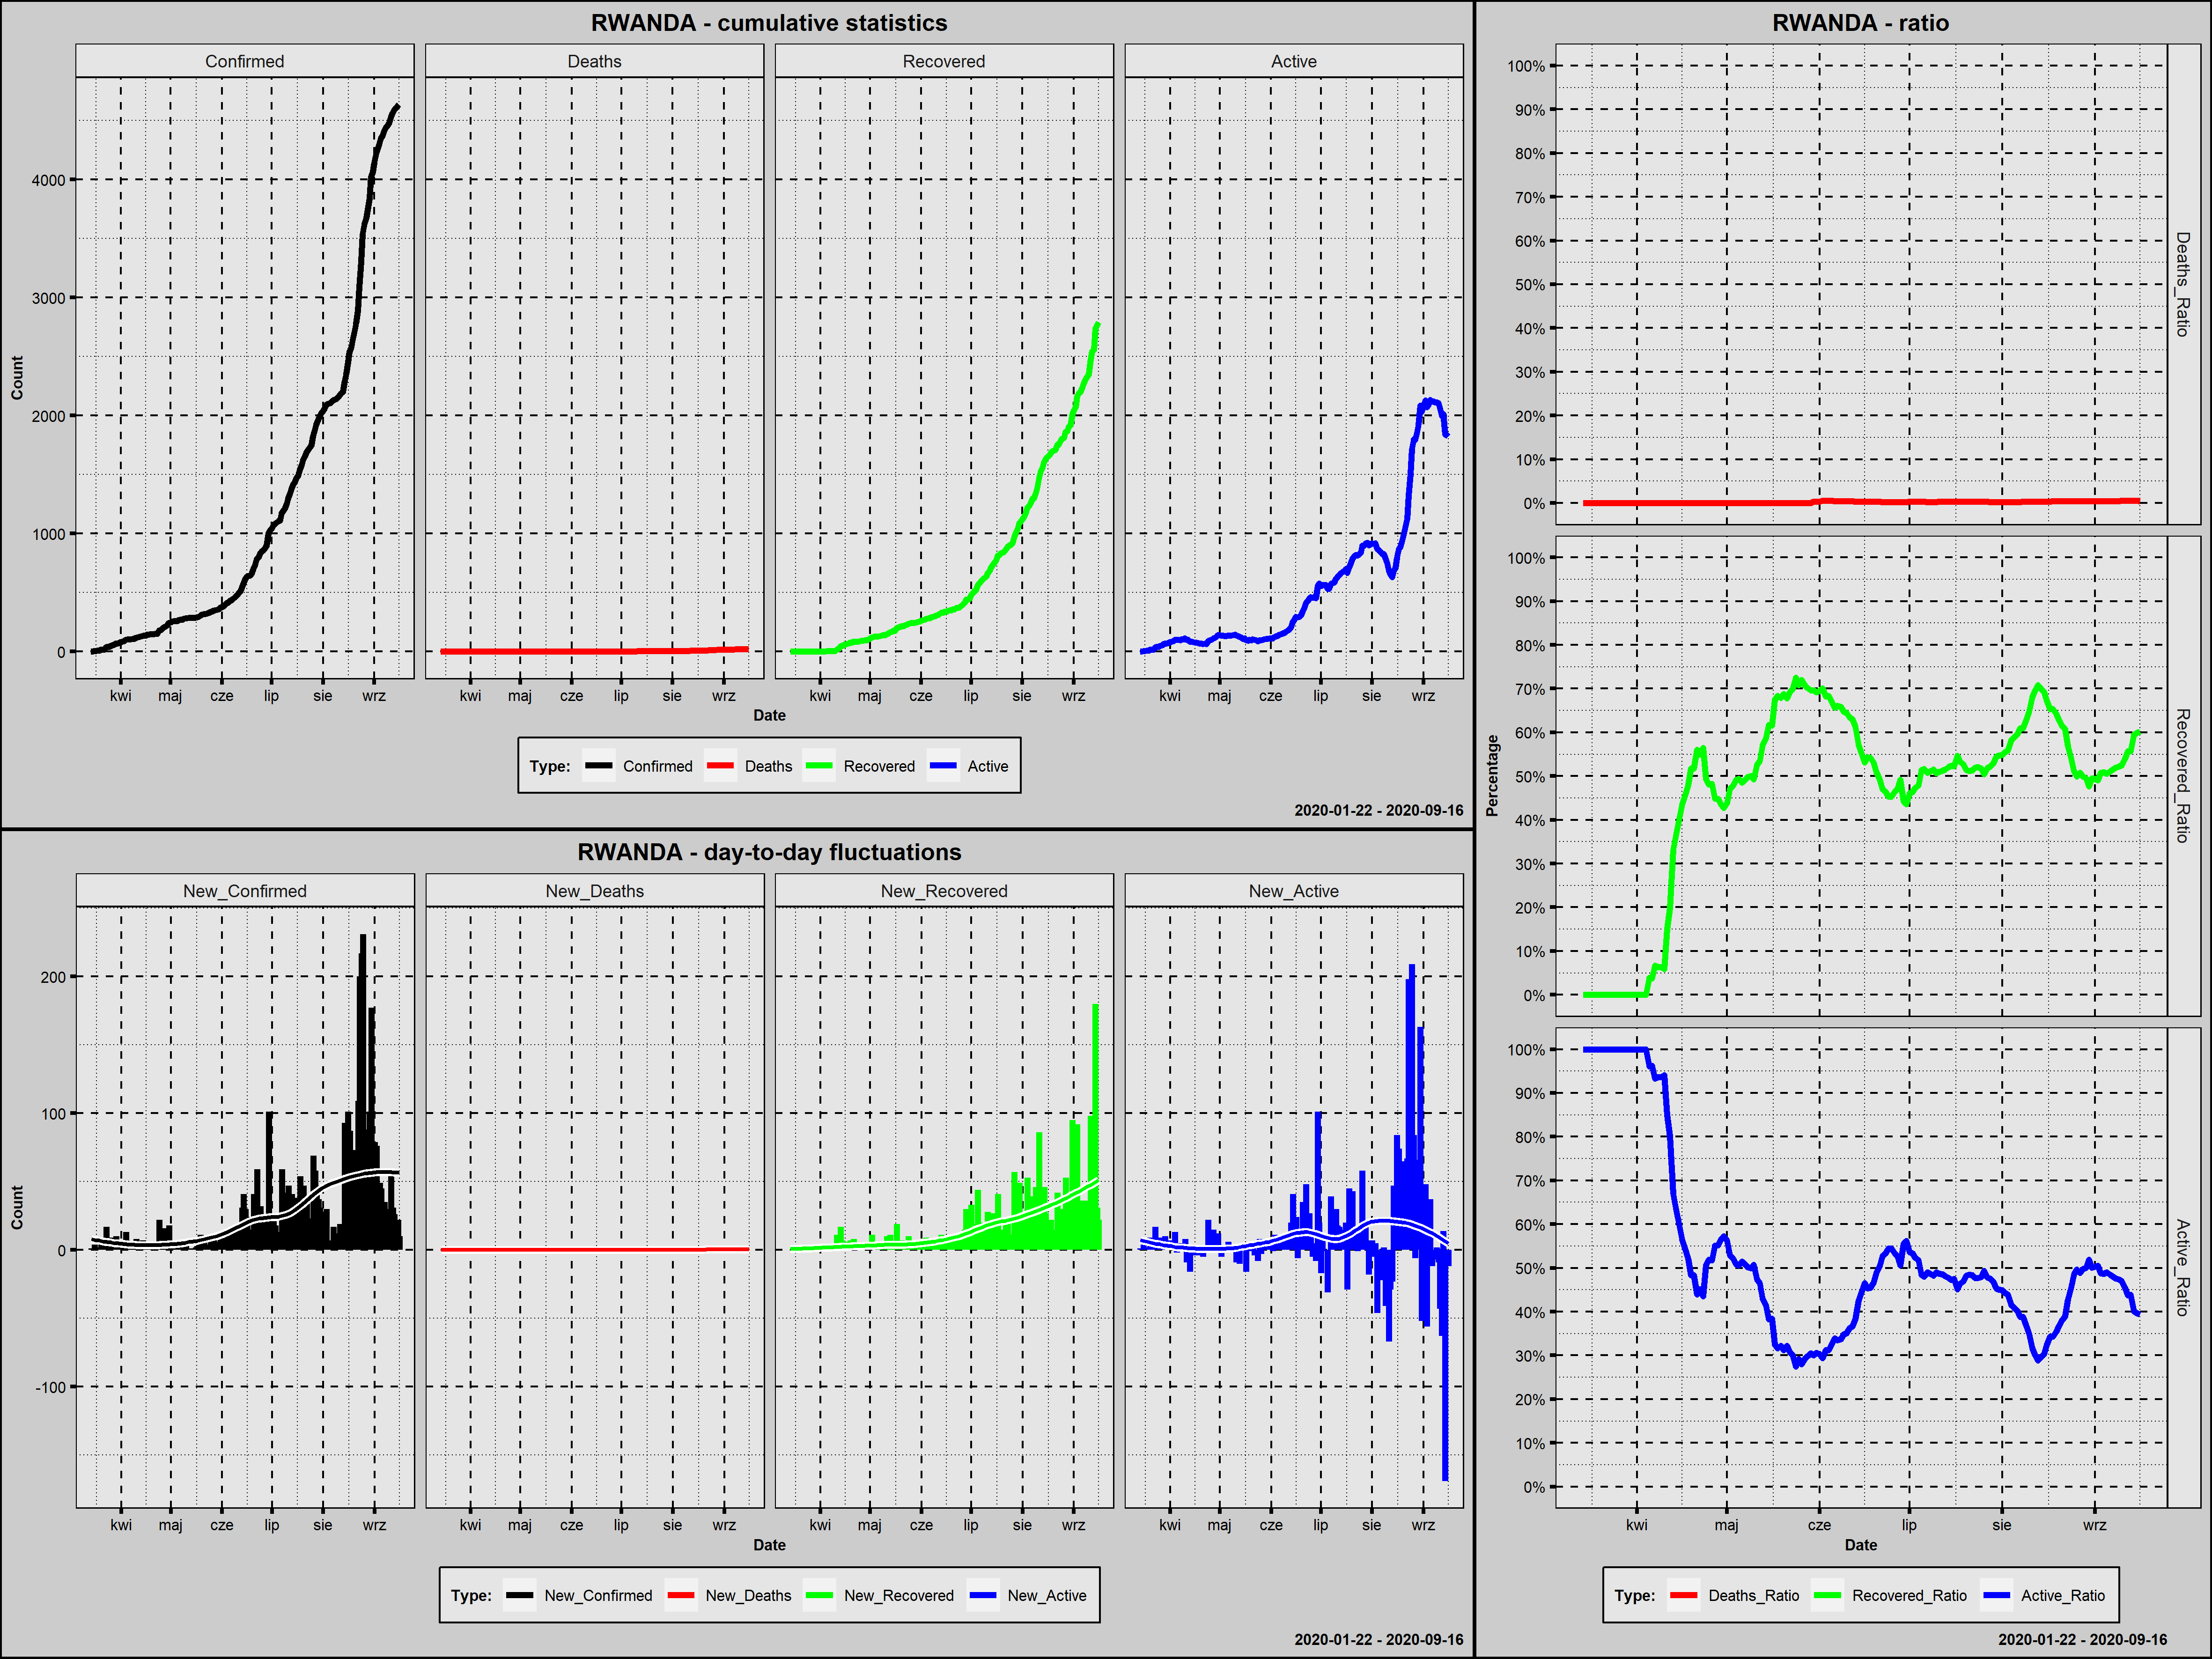 RWANDA - cumulative statistics
Confirmed Deaths Recovered Active
Count
4000
3000
2000
1000
0
kwi maj cze lip sie wrz kwi maj cze lip sie wrz kwi maj cze lip sie wrz kwi maj cze lip sie wrz
Date
Type: Confirmed Deaths Recovered Active
2020-01-22 - 2020-09-16
RWANDA - day-to-day fluctuations
New_Confirmed New_Deaths New_Recovered New_Active
Count
200
100
0
-100
kwi maj cze lip sie wrz kwi maj cze lip sie wrz kwi maj cze lip sie wrz kwi maj cze lip sie wrz
Date
Type: New_Confirmed New_Deaths New_Recovered New_Active
2020-01-22 - 2020-09-16
RWANDA - ratio
Percentage
100%
90%
80%
70%
60%
50%
40%
30%
20%
10%
0%
Deaths_Ratio
100%
90%
80%
70%
60%
50%
40%
30%
20%
10%
0%
Recovered_Ratio
100%
90%
80%
70%
60%
50%
40%
30%
20%
10%
0%
Active_Ratio
kwi maj cze lip sie wrz
Date
Type: Deaths_Ratio Recovered_Ratio Active_Ratio
2020-01-22 - 2020-09-16